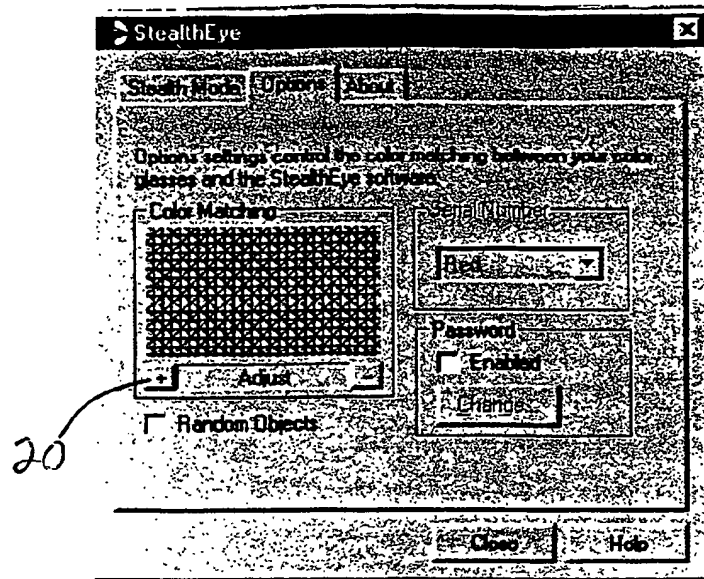 StealthEye
Stealth Mode Options About
Options settings control the color matching between your color
glasses and the StealthEye software.
Color Matching
Serial Number
Red
Password
+ Adjust -
Enabled
Change...
Random Objects
20
Close Help